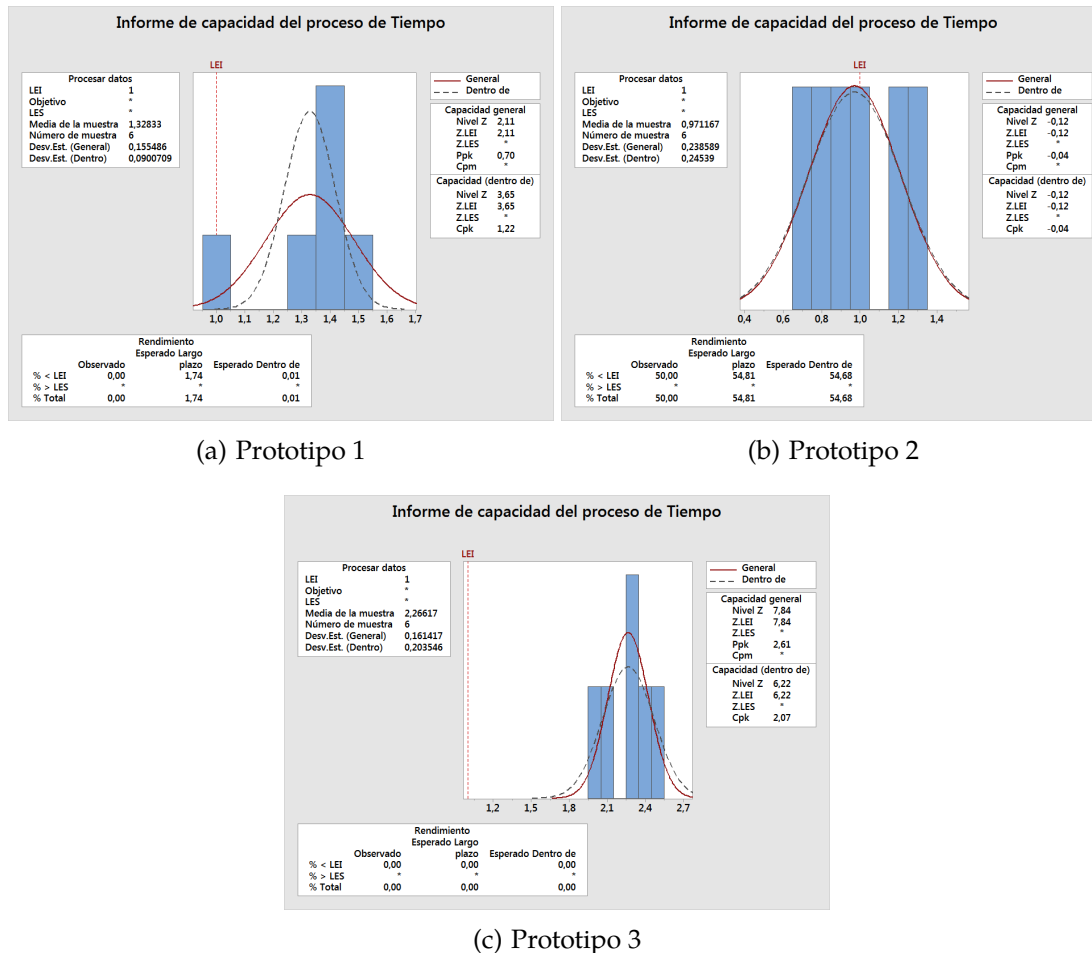 Informe de capacidad del proceso de Tiempo
LEI
Procesar datos
LEI 1
Objetivo *
LES *
Media de la muestra 1,32833
Número de muestra 6
Desv.Est. (General) 0,155486
Desv.Est. (Dentro) 0,0900709
General
Dentro de
Capacidad general
Nivel Z 2,11
Z.LEI 2,11
Z.LES *
Ppk 0,70
Cpm *
Capacidad (dentro de)
Nivel Z 3,65
Z.LEI 3,65
Z.LES *
Cpk 1,22
1,0 1,1 1,2 1,3 1,4 1,5 1,6 1,7
Rendimiento
Esperado Largo
Observado plazo Esperado Dentro de
% < LEI 0,00 1,74 0,01
% > LES * * *
% Total 0,00 1,74 0,01
(a) Prototipo 1
Informe de capacidad del proceso de Tiempo
LEI
Procesar datos
LEI 1
Objetivo *
LES *
Media de la muestra 0,971167
Número de muestra 6
Desv.Est. (General) 0,238589
Desv.Est. (Dentro) 0,24539
General
Dentro de
Capacidad general
Nivel Z -0,12
Z.LEI -0,12
Z.LES *
Ppk -0,04
Cpm *
Capacidad (dentro de)
Nivel Z -0,12
Z.LEI -0,12
Z.LES *
Cpk -0,04
0,4 0,6 0,8 1,0 1,2 1,4
Rendimiento
Esperado Largo
Observado plazo Esperado Dentro de
% < LEI 50,00 54,81 54,68
% > LES * * *
% Total 50,00 54,81 54,68
(b) Prototipo 2
Informe de capacidad del proceso de Tiempo
LEI
Procesar datos
LEI 1
Objetivo *
LES *
Media de la muestra 2,26617
Número de muestra 6
Desv.Est. (General) 0,161417
Desv.Est. (Dentro) 0,203546
General
Dentro de
Capacidad general
Nivel Z 7,84
Z.LEI 7,84
Z.LES *
Ppk 2,61
Cpm *
Capacidad (dentro de)
Nivel Z 6,22
Z.LEI 6,22
Z.LES *
Cpk 2,07
1,2 1,5 1,8 2,1 2,4 2,7
Rendimiento
Esperado Largo
Observado plazo Esperado Dentro de
% < LEI 0,00 0,00 0,00
% > LES * * *
% Total 0,00 0,00 0,00
(c) Prototipo 3